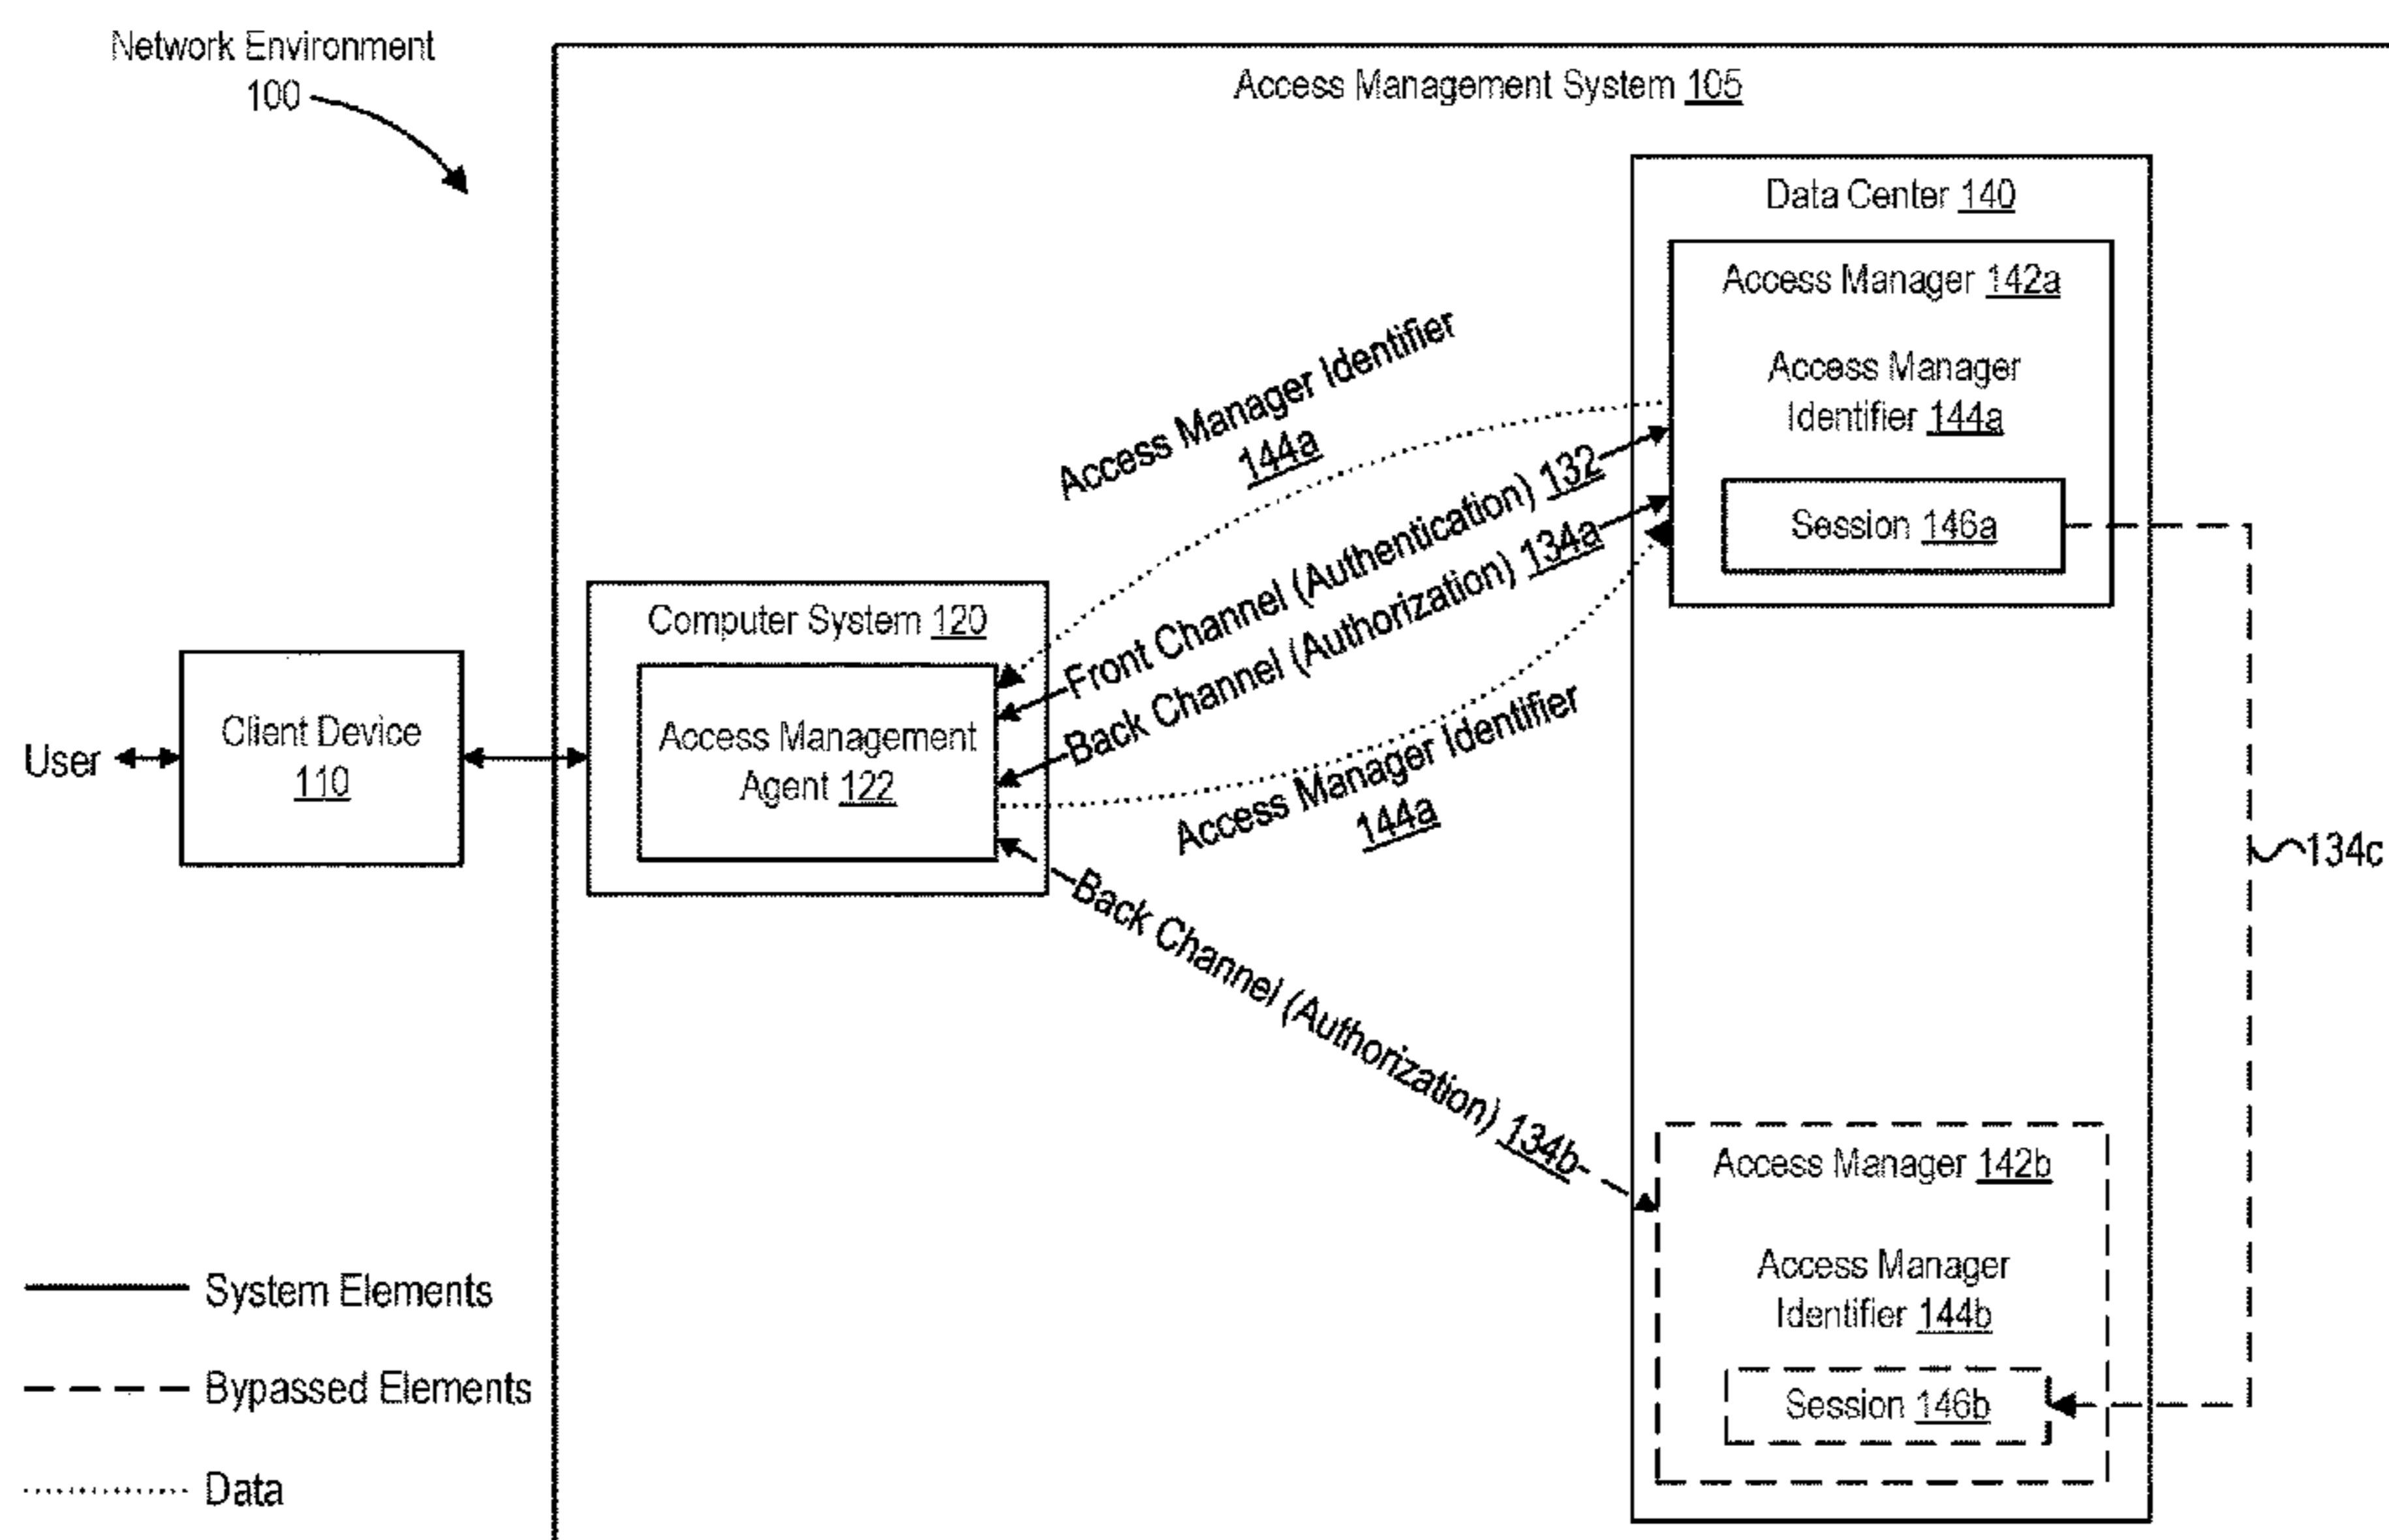 Network Environment
100
Access Management System 105
Data Center 140
Access Manager 142a
Access Manager
Identifier 144a
Session 146a
Access Manager Identifier
144a
Front Channel (Authentication) 132
Back Channel (Authorization) 134a
Access Manager Identifier
144a
Computer System 120
Access Management
Agent 122
User
Client Device
110
134c
Back Channel (Authorization) 134b
Access Manager 142b
Access Manager
Identifier 144b
Session 146b
System Elements
Bypassed Elements
Data